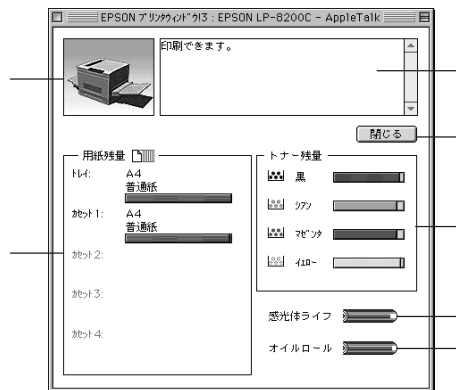 EPSON プリンタウィンドウ!3 : EPSON LP-8200C - AppleTalk
印刷できます。
閉じる
用紙残量
トレイ: A4
普通紙
カセット1: A4
普通紙
カセット2:
カセット3:
カセット4:
トナー残量
黒
シアン
マゼンタ
イエロー
感光体ライフ
オイルロール